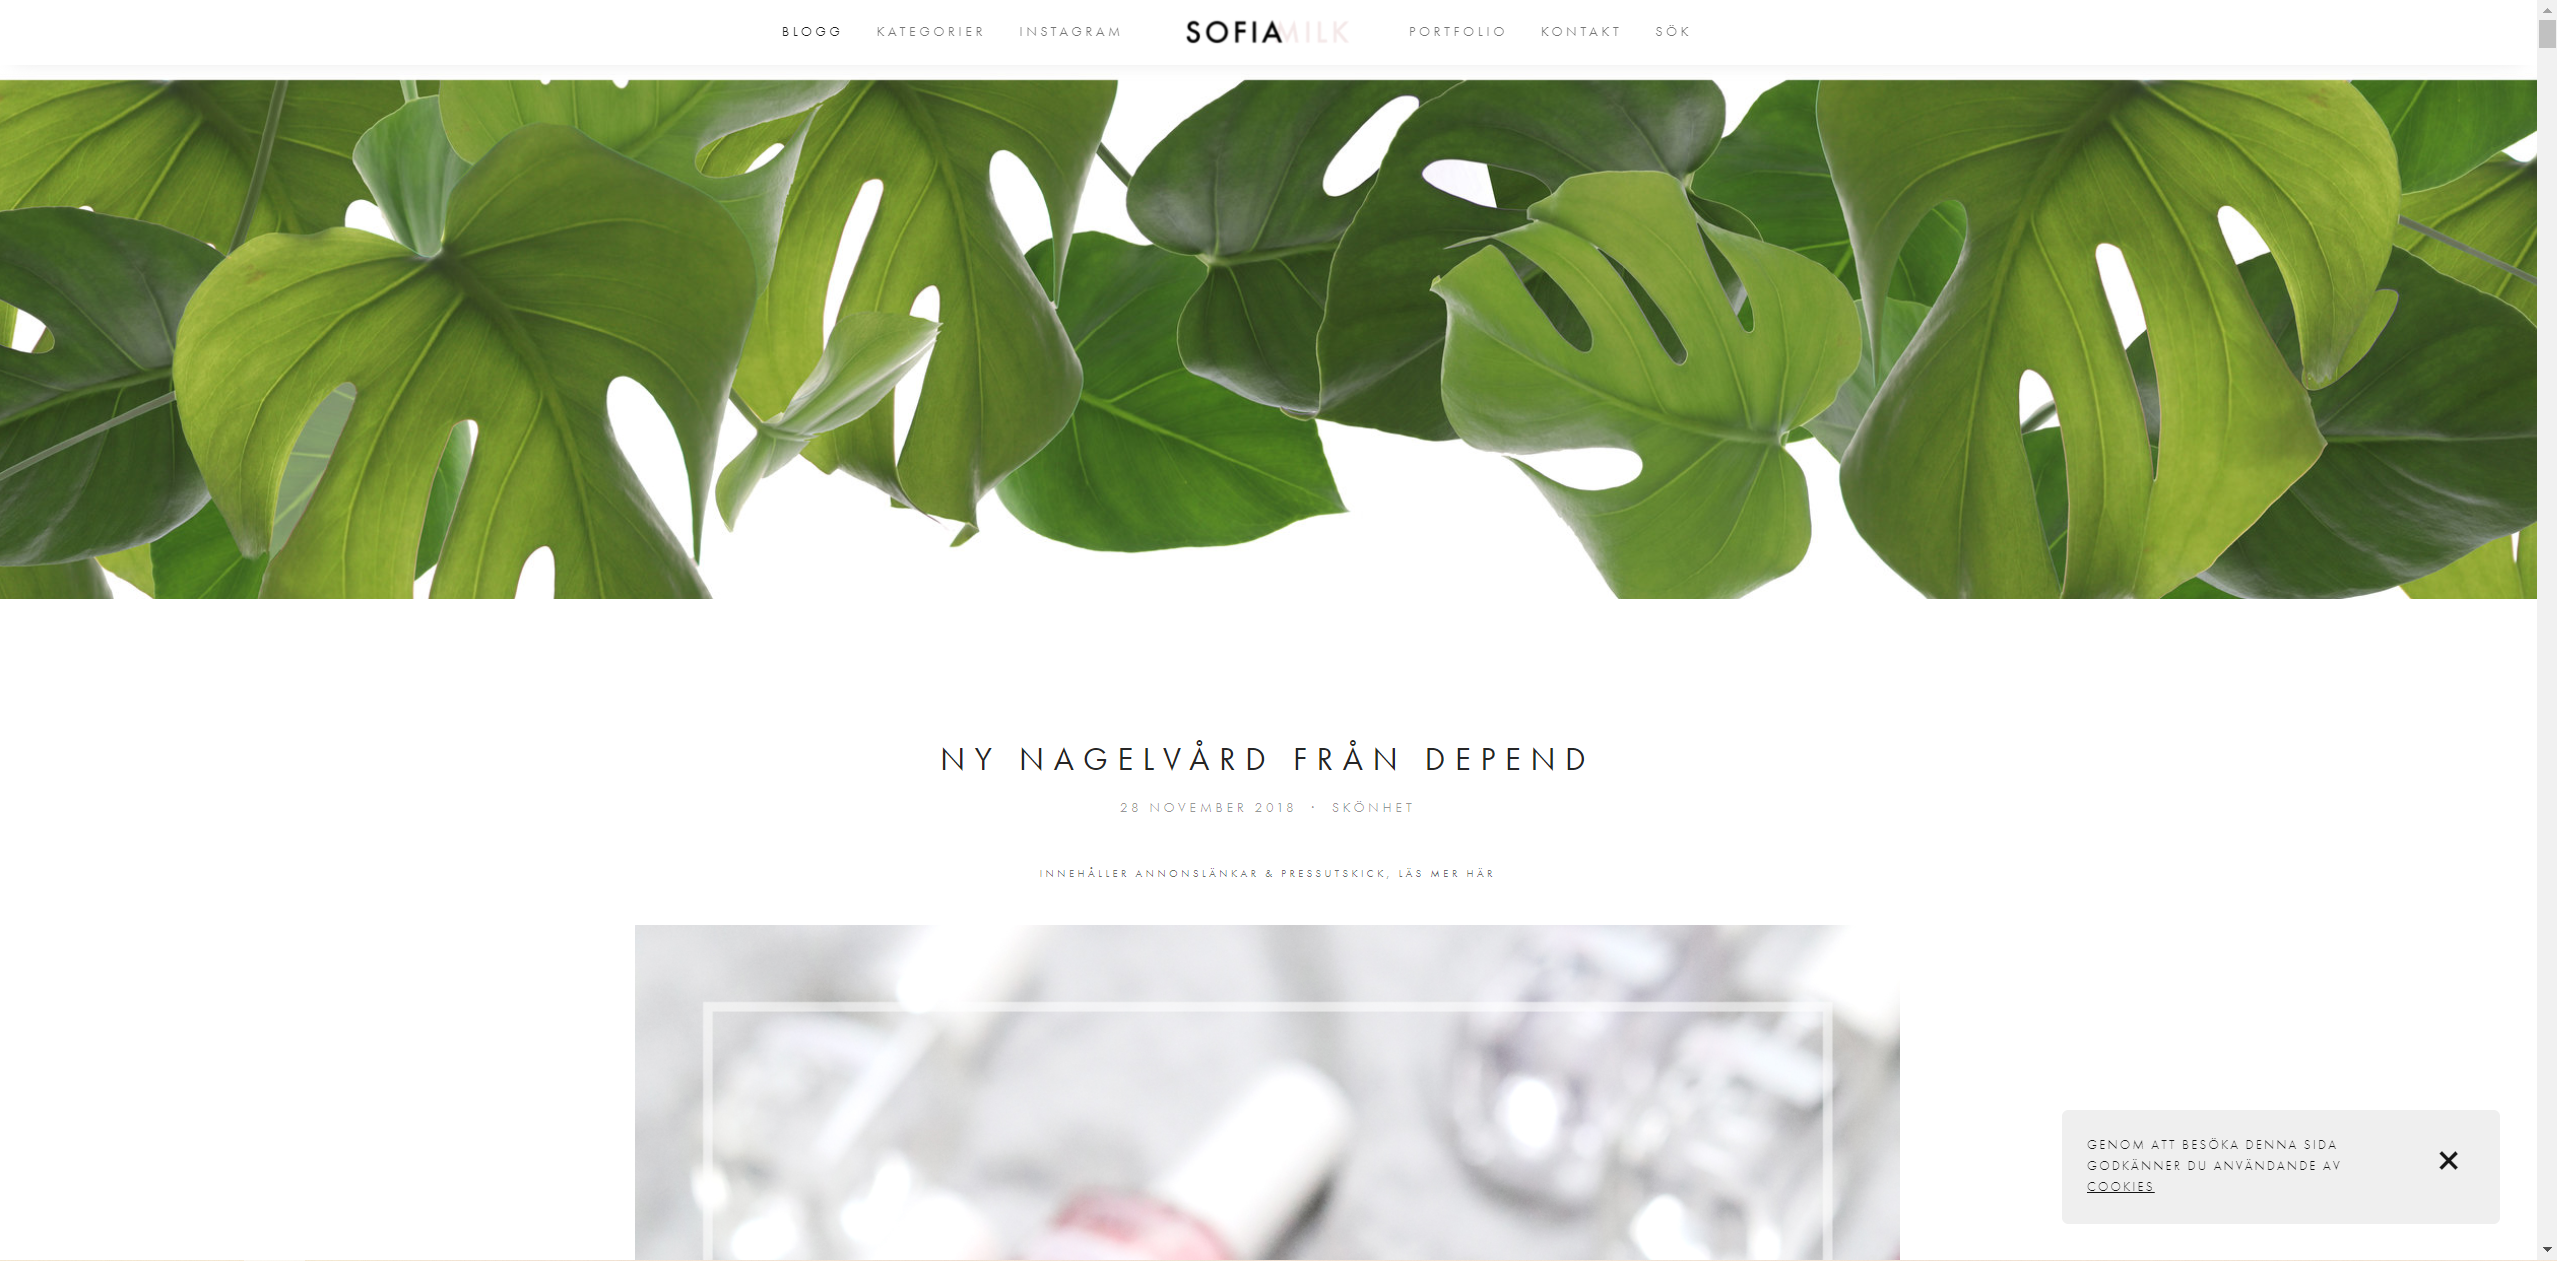 BLOGG KATEGORIER INSTAGRAM SOFIAMILK PORTFOLIO KONTAKT SÖK
NY NAGELVÅRD FRÅN DEPEND
28 NOVEMBER 2018 · SKÖNHET
INNEHÅLLER ANNONSLÄNKAR & PRESSUTSKICK, LÄS MER HÄR
GENOM ATT BESÖKA DENNA SIDA
GODKÄNNER DU ANVÄNDANDE AV
COOKIES